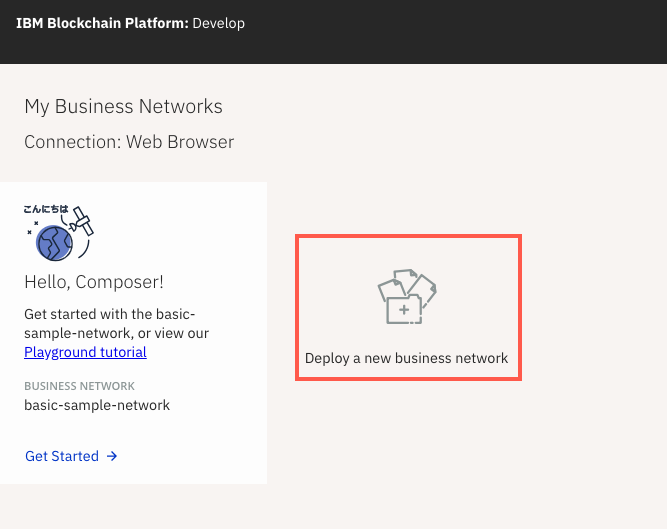 IBM Blockchain Platform: Develop
My Business Networks
Connection: Web Browser
こんにちは
Hello, Composer!
Get started with the basic-
sample-network, or view our
Playground tutorial
BUSINESS NETWORK
basic-sample-network
Get Started →
Deploy a new business network